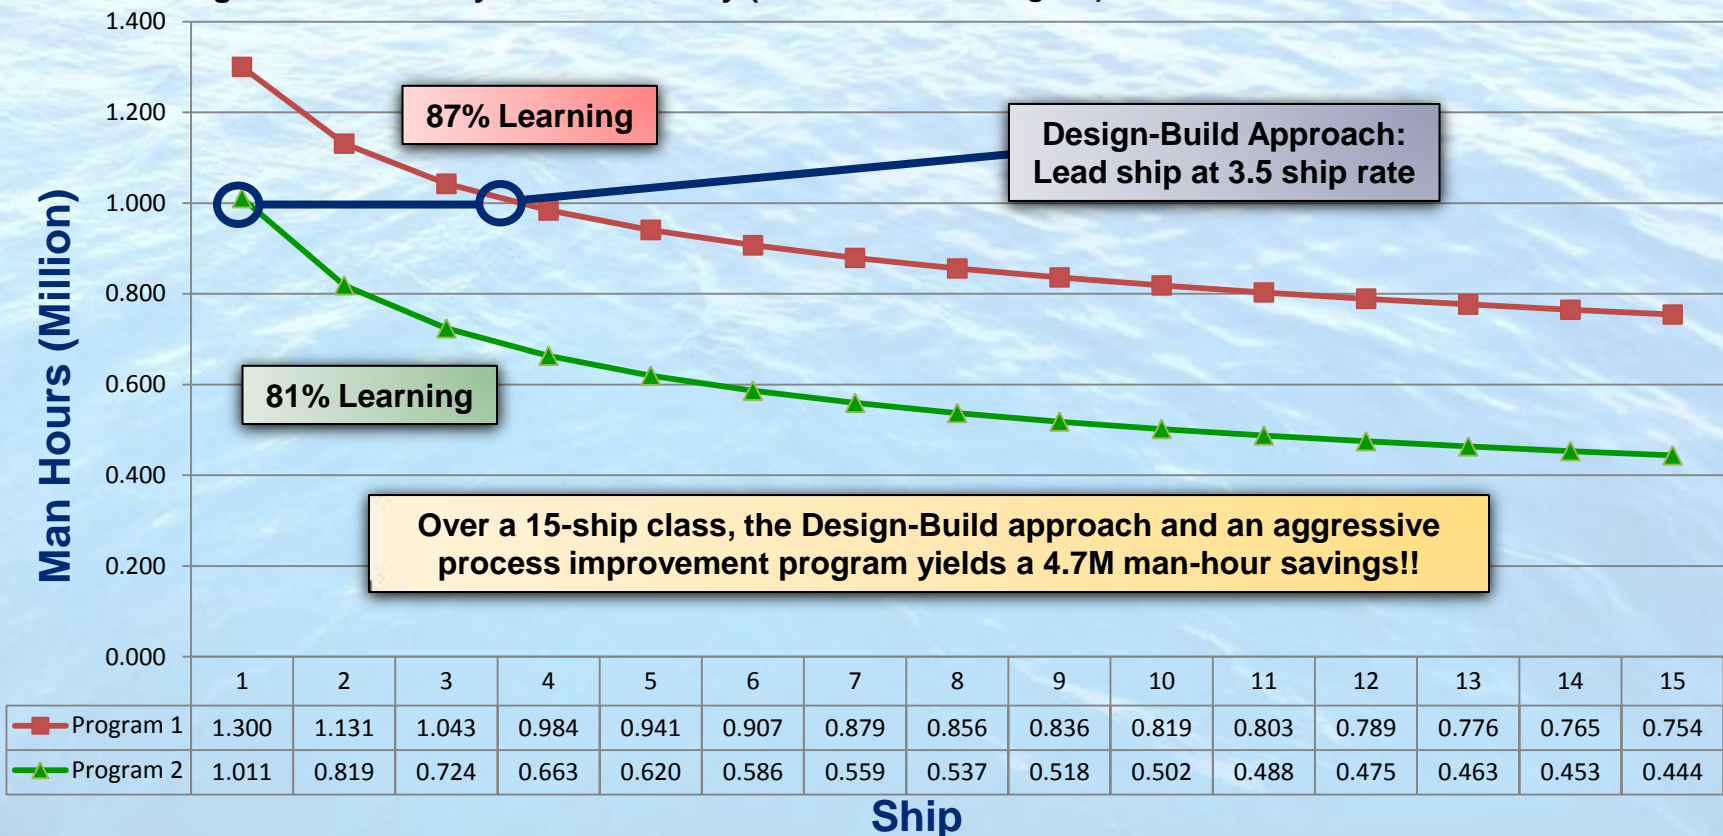 1.400
1.200
1.000
0.800
0.600
0.400
0.200
0.000
Man Hours (Million)
87% Learning
Design-Build Approach:
Lead ship at 3.5 ship rate
81% Learning
Over a 15-ship class, the Design-Build approach and an aggressive
process improvement program yields a 4.7M man-hour savings!!
1 2 3 4 5 6 7 8 9 10 11 12 13 14 15
Program 1 1.300 1.131 1.043 0.984 0.941 0.907 0.879 0.856 0.836 0.819 0.803 0.789 0.776 0.765 0.754
Program 2 1.011 0.819 0.724 0.663 0.620 0.586 0.559 0.537 0.518 0.502 0.488 0.475 0.463 0.453 0.444
Ship